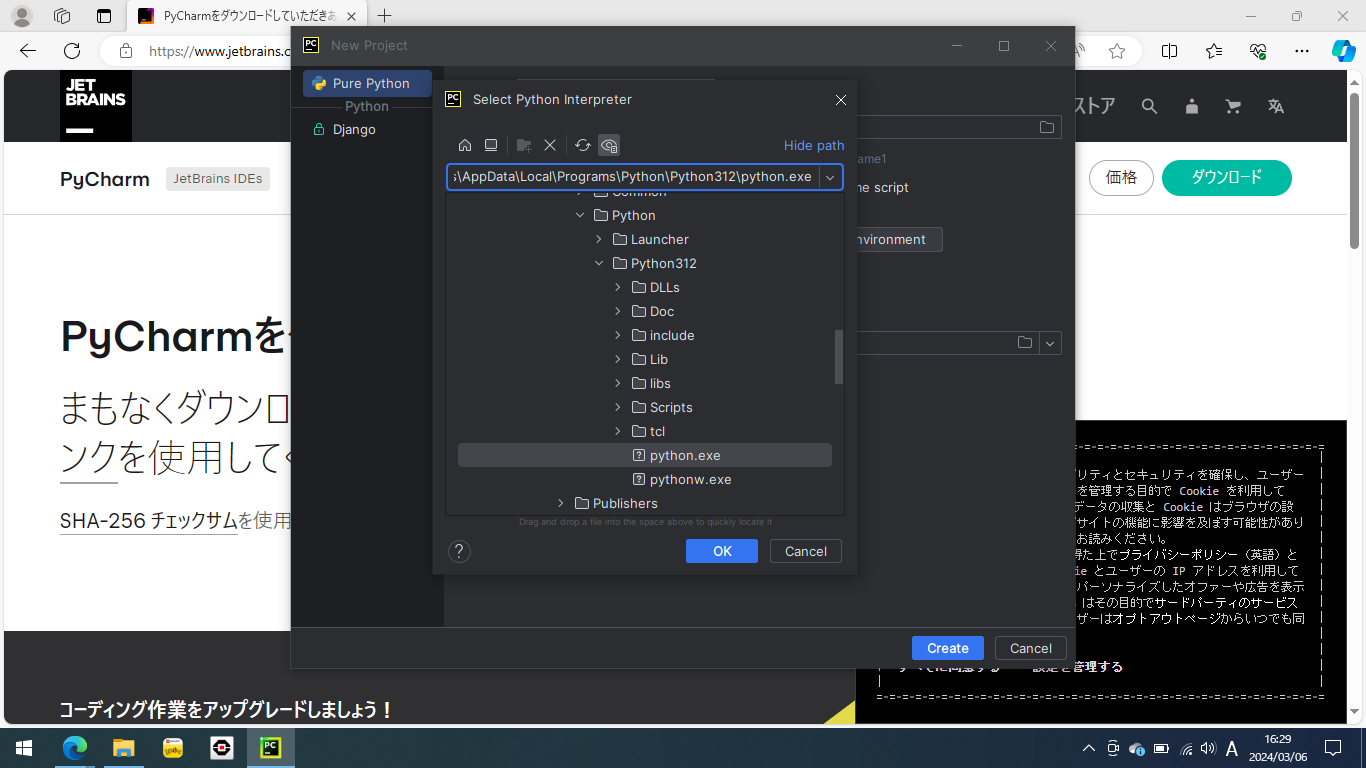 PyCharmをダウンロードしていただきあ
https://www.jetbrains.c
New Project
Pure Python
Python
Django
Select Python Interpreter
Hide path
\AppData\Local\Programs\Python\Python312\python.exe
Common
Python
Launcher
Python312
DLLs
Doc
include
Lib
libs
Scripts
tcl
python.exe
pythonw.exe
Publishers
Drag and drop a file into the space above to quickly locate it
?
OK
Cancel
ame1
ne script
nvironment
Create
Cancel
JET
BRAINS
ストア
PyCharm
JetBrains IDEs
価格
ダウンロード
PyCharmを
まもなくダウンロ
ンクを使用して
SHA-256 チェックサムを使用
コーディング作業をアップグレードしましょう！
ビリティとセキュリティを確保し、ユーザー
を管理する目的で Cookie を利用して
データの収集と Cookie はブラウザの設
ブサイトの機能に影響を及ぼす可能性があり
お読みください。
得た上でプライバシーポリシー（英語）と
ie とユーザーの IP アドレスを利用して
パーソナライズしたオファーや広告を表示
はその目的でサードパーティのサービス
ザーはオプトアウトページからいつでも同
を管理する
PC
A
16:29
2024/03/06